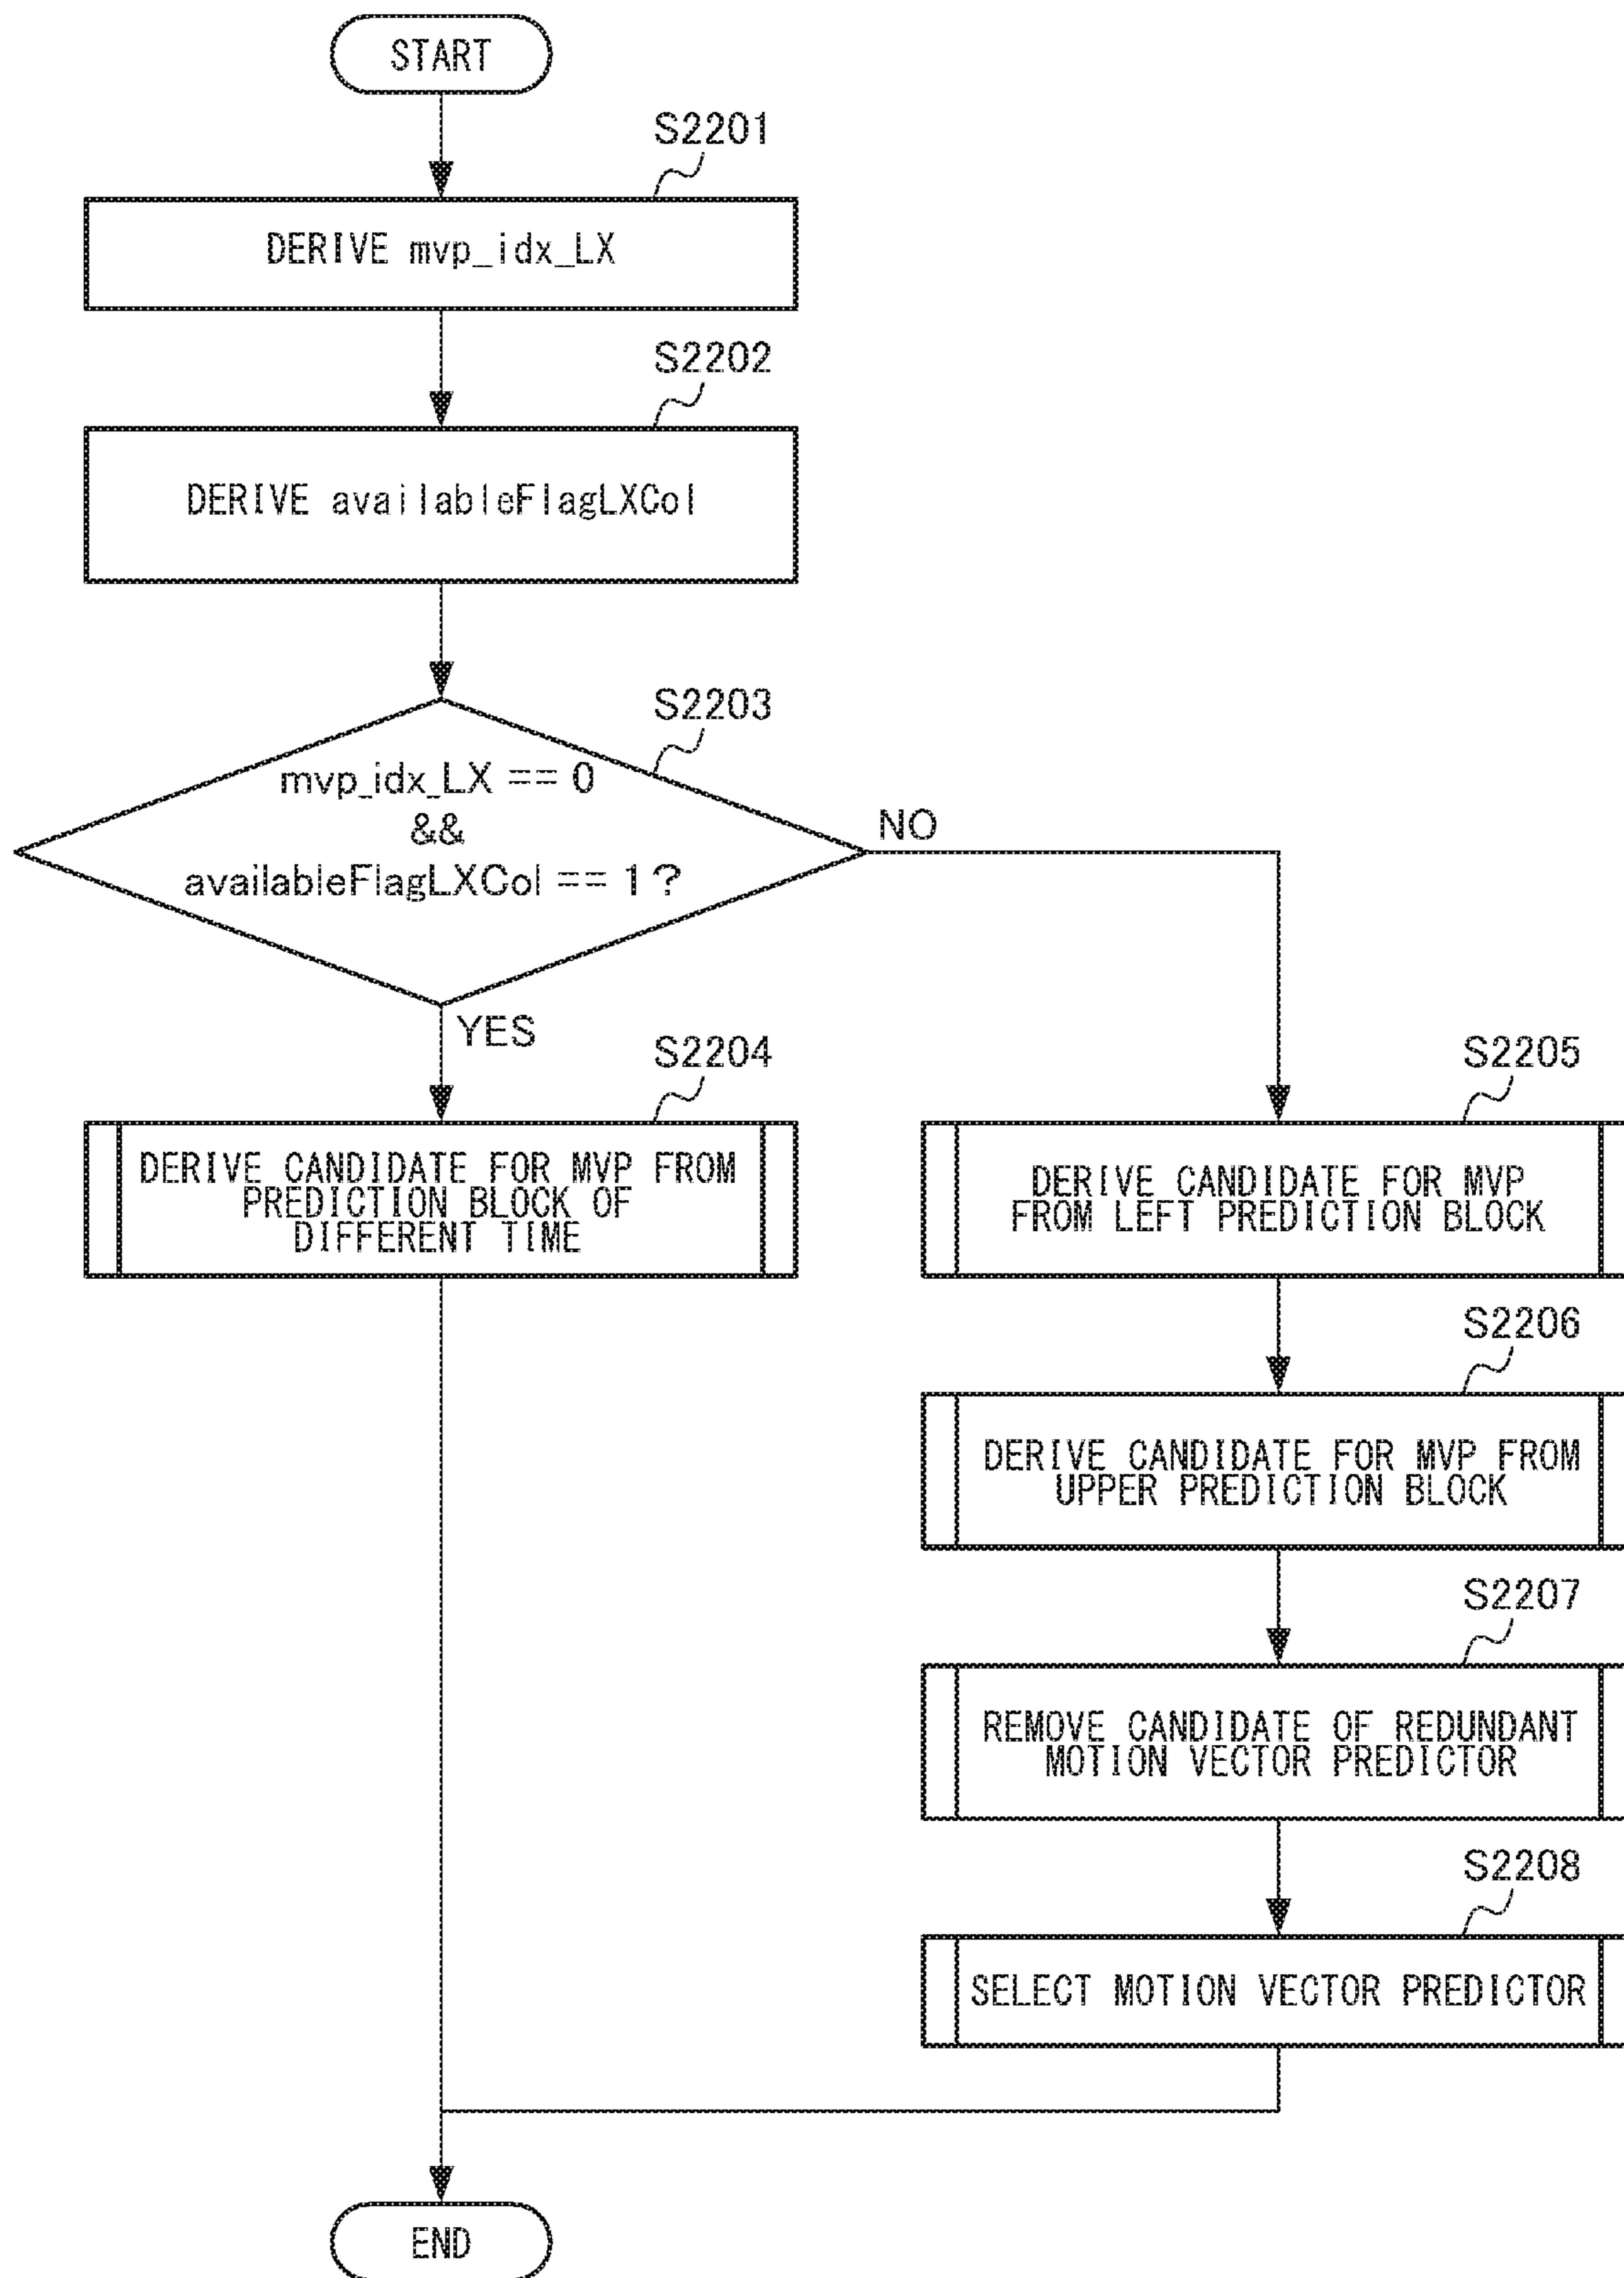 START
S2201
DERIVE mvp_idx_LX
S2202
DERIVE availableFlagLXCol
S2203
mvp_idx_LX == 0
&&
availableFlagLXCol == 1?
NO
YES
S2204
DERIVE CANDIDATE FOR MVP FROM
PREDICTION BLOCK OF
DIFFERENT TIME
S2205
DERIVE CANDIDATE FOR MVP
FROM LEFT PREDICTION BLOCK
S2206
DERIVE CANDIDATE FOR MVP FROM
UPPER PREDICTION BLOCK
S2207
REMOVE CANDIDATE OF REDUNDANT
MOTION VECTOR PREDICTOR
S2208
SELECT MOTION VECTOR PREDICTOR
END